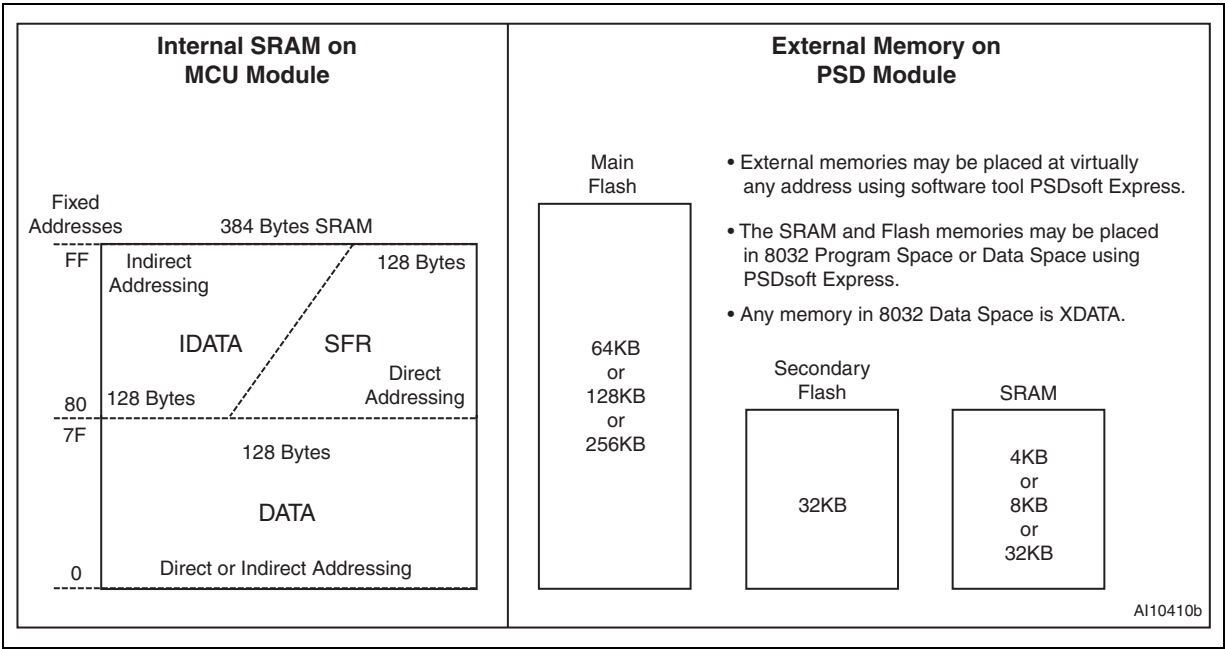 Internal SRAM on
MCU Module
Fixed
Addresses
384 Bytes SRAM
FF
Indirect
Addressing
128 Bytes
IDATA
SFR
Direct
Addressing
128 Bytes
80
7F
128 Bytes
DATA
Direct or Indirect Addressing
0
External Memory on
PSD Module
Main
Flash
64KB
or
128KB
or
256KB
• External memories may be placed at virtually
any address using software tool PSDsoft Express.
• The SRAM and Flash memories may be placed
in 8032 Program Space or Data Space using
PSDsoft Express.
• Any memory in 8032 Data Space is XDATA.
Secondary
Flash
32KB
SRAM
4KB
or
8KB
or
32KB
AI10410b